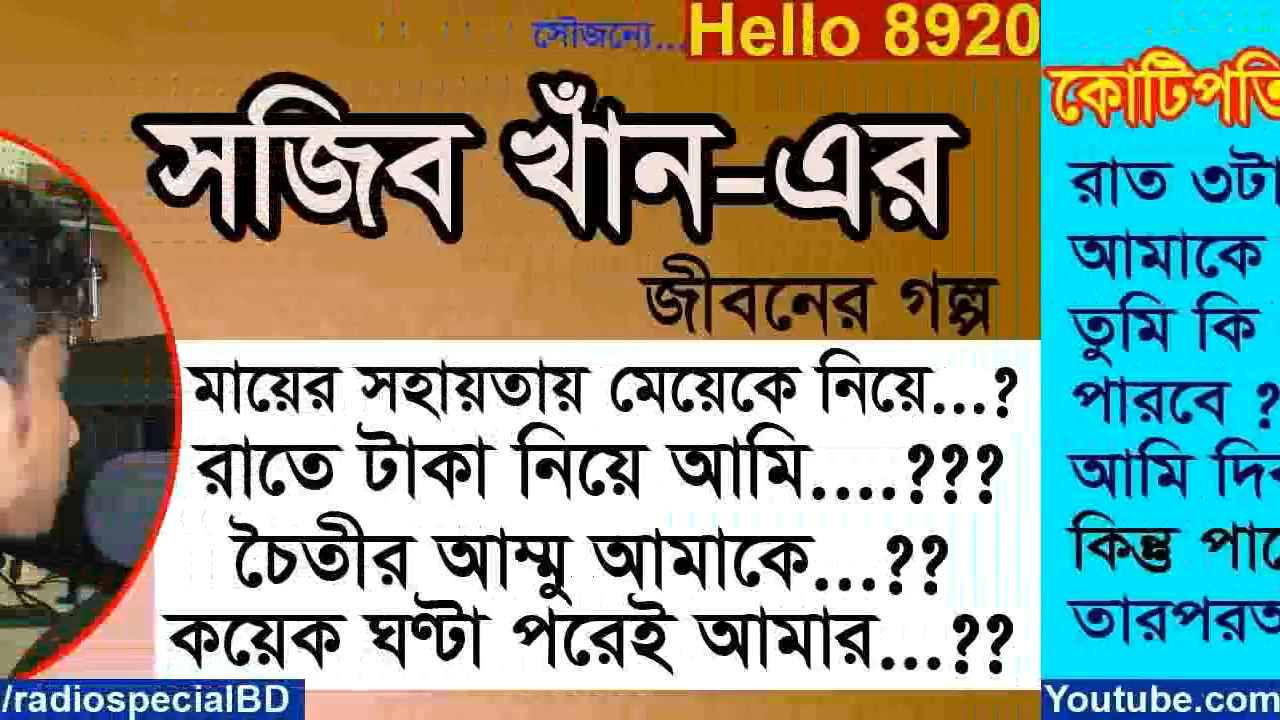 সৌজন্যে...Hello 8920
সজিব খাঁন-এর
জীবনের গল্প
মায়ের সহায়তায় মেয়েকে নিয়ে...?
রাতে টাকা নিয়ে আমি....???
চৈতীর আম্মু আমাকে...??
কয়েক ঘণ্টা পরেই আমার...??
/radiospecialBD
কোটিপতি
রাত ৩টা
আমাকে
তুমি কি
পারবে ?
আমি
কিন্তু
Youtube.com